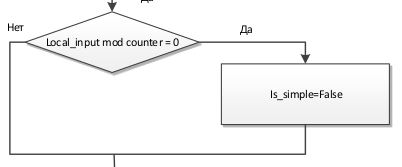 Нет
Да
Local_input mod counter = 0
Is_simple=False